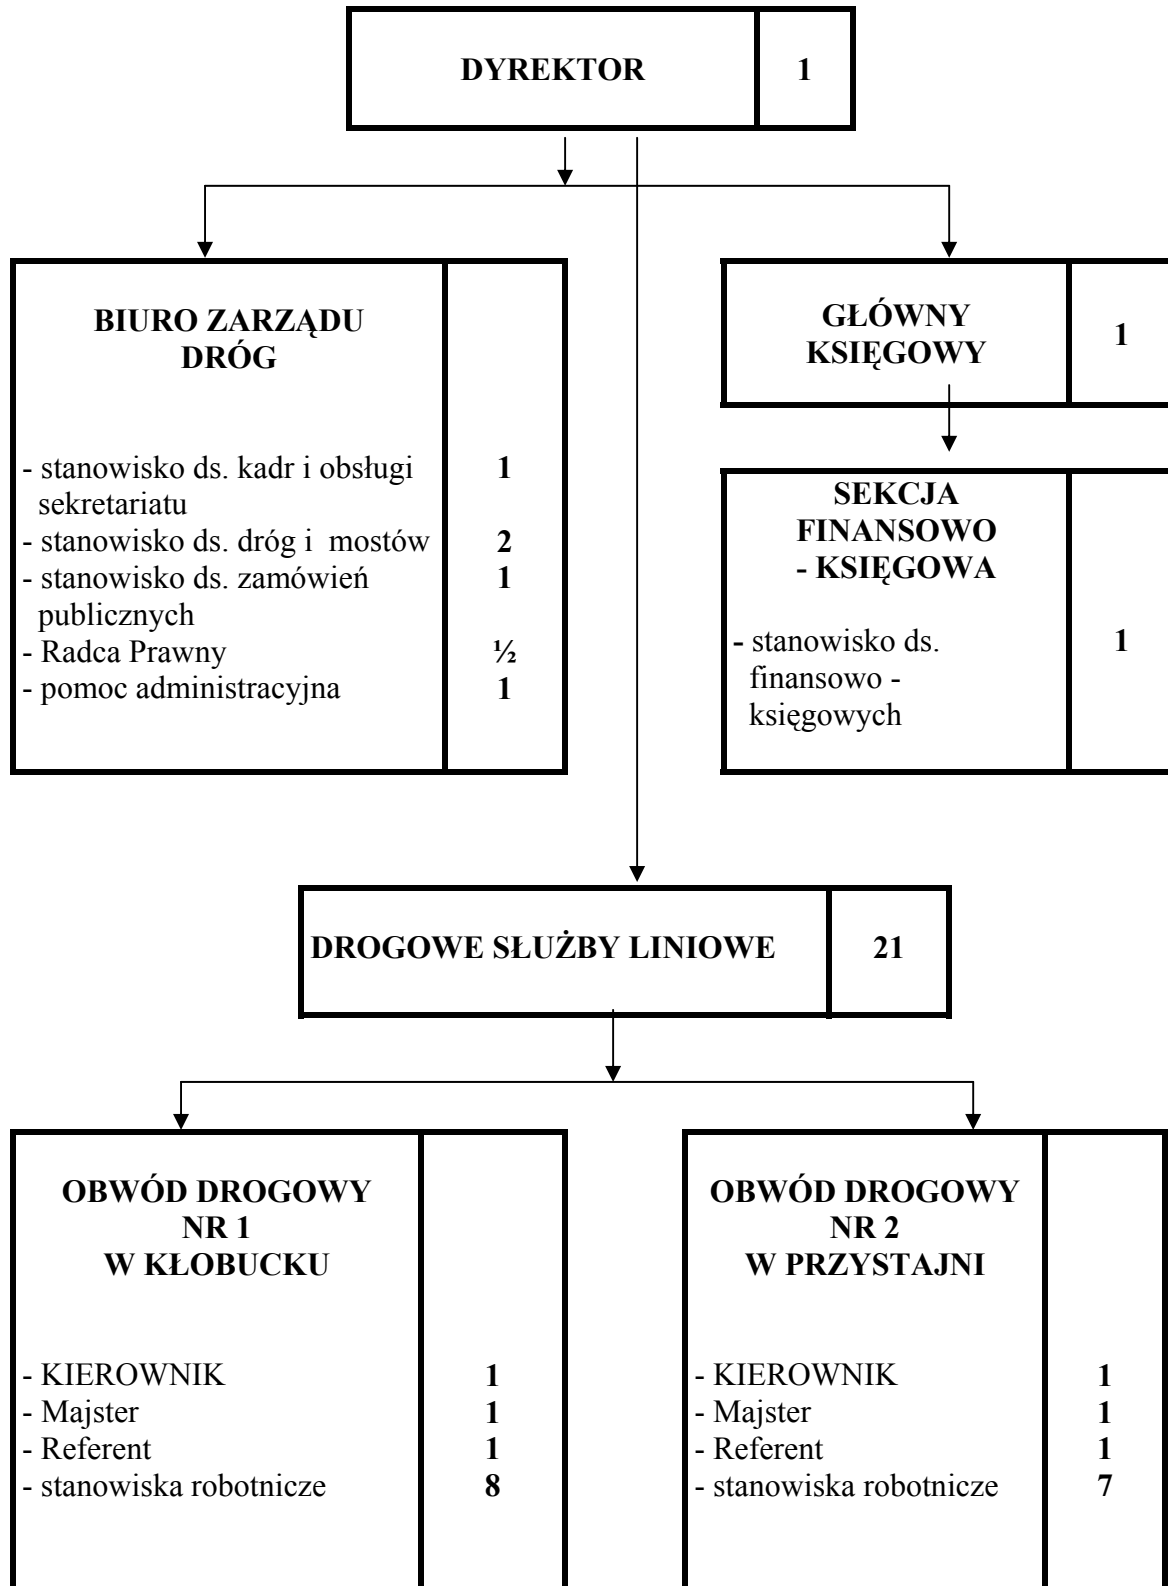 DYREKTOR 1
BIURO ZARZĄDU
DRÓG
- stanowisko ds. kadr i obsługi 1
sekretariatu
- stanowisko ds. dróg i mostów 2
- stanowisko ds. zamówień 1
publicznych
- Radca Prawny ½
- pomoc administracyjna 1
GŁÓWNY
KSIĘGOWY 1
SEKCJA
FINANSOWO
- KSIĘGOWA
- stanowisko ds. 1
finansowo -
księgowych
DROGOWE SŁUŻBY LINIOWE 21
OBWÓD DROGOWY
NR 1
W KŁOBUCKU
- KIEROWNIK 1
- Majster 1
- Referent 1
- stanowiska robotnicze 8
OBWÓD DROGOWY
NR 2
W PRZYSTAJNI
- KIEROWNIK 1
- Majster 1
- Referent 1
- stanowiska robotnicze 7